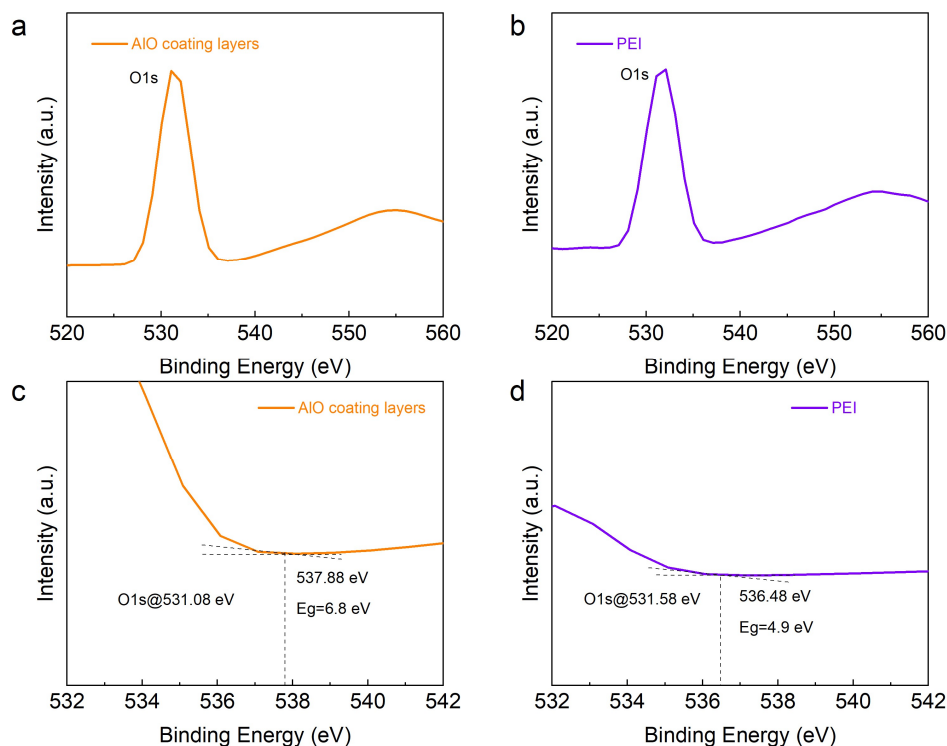 a
AlO coating layers
O1s
Intensity (a.u.)
520 530 540 550 560
Binding Energy (eV)
b
PEI
O1s
Intensity (a.u.)
520 530 540 550 560
Binding Energy (eV)
c
AlO coating layers
Intensity (a.u.)
537.88 eV
O1s@531.08 eV
Eg=6.8 eV
532 534 536 538 540 542
Binding Energy (eV)
d
PEI
Intensity (a.u.)
536.48 eV
O1s@531.58 eV
Eg=4.9 eV
532 534 536 538 540 542
Binding Energy (eV)